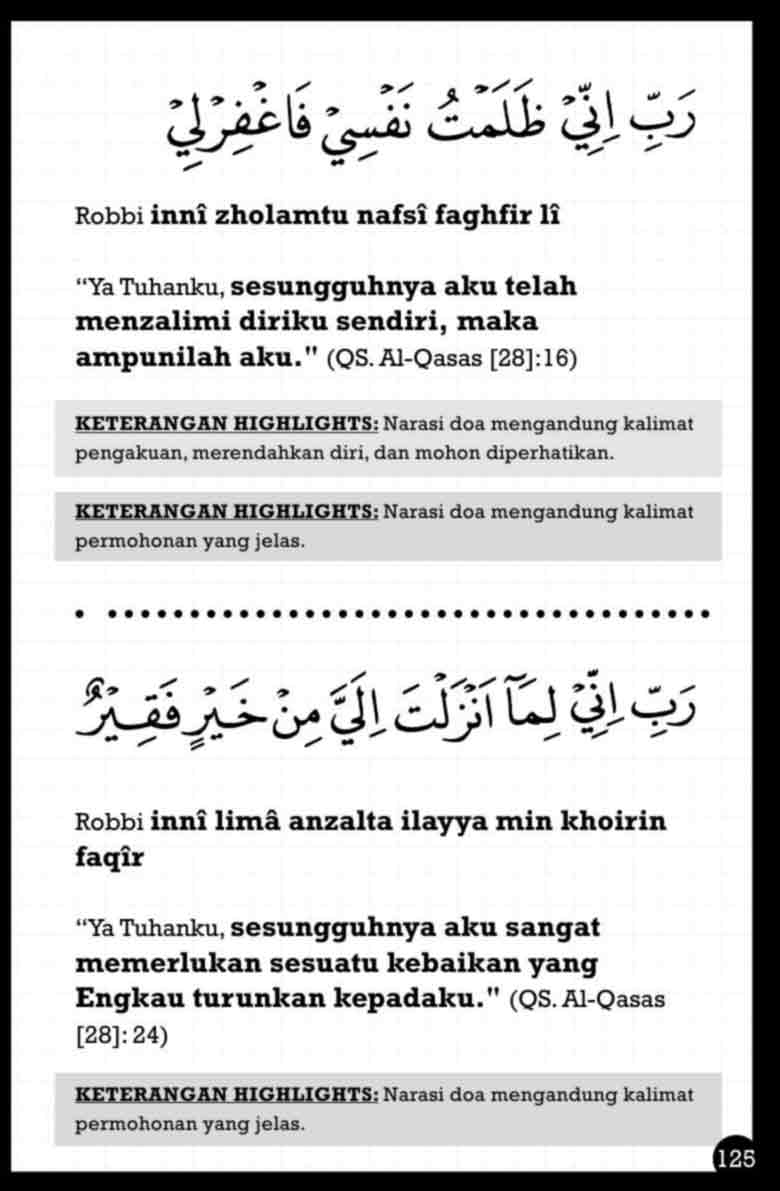 رَبِّ اِنِّيْ ظَلَمْتُ نَفْسِيْ فَاغْفِرْلِيْ
Robbi innî zholamtu nafsî faghfir lî
“Ya Tuhanku, sesungguhnya aku telah
menzalimi diriku sendiri, maka
ampunilah aku." (QS. Al-Qasas [28]:16)
KETERANGAN HIGHLIGHTS: Narasi doa mengandung kalimat
pengakuan, merendahkan diri, dan mohon diperhatikan.
KETERANGAN HIGHLIGHTS: Narasi doa mengandung kalimat
permohonan yang jelas.
رَبِّ اِنِّيْ لِمَآ اَنْزَلْتَ اِلَيَّ مِنْ خَيْرٍ فَقِيْرٌ
Robbi innî limâ anzalta ilayya min khoirin
faqîr
“Ya Tuhanku, sesungguhnya aku sangat
memerlukan sesuatu kebaikan yang
Engkau turunkan kepadaku." (QS. Al-Qasas
[28]: 24)
KETERANGAN HIGHLIGHTS: Narasi doa mengandung kalimat
permohonan yang jelas.
125